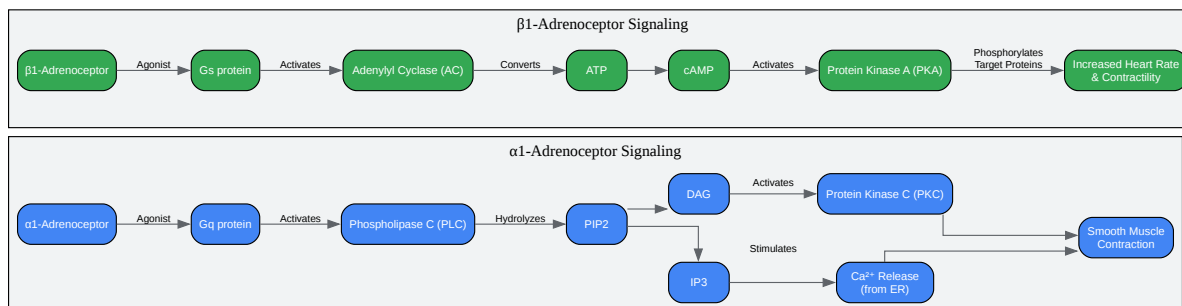 β1-Adrenoceptor Signaling
β1-Adrenoceptor
Agonist
Gs protein
Activates
Adenylyl Cyclase (AC)
Converts
ATP
cAMP
Activates
Protein Kinase A (PKA)
Phosphorylates
Target Proteins
Increased Heart Rate
& Contractility
α1-Adrenoceptor Signaling
α1-Adrenoceptor
Agonist
Gq protein
Activates
Phospholipase C (PLC)
Hydrolyzes
PIP2
DAG
Activates
Protein Kinase C (PKC)
IP3
Stimulates
Ca²⁺ Release
(from ER)
Smooth Muscle
Contraction